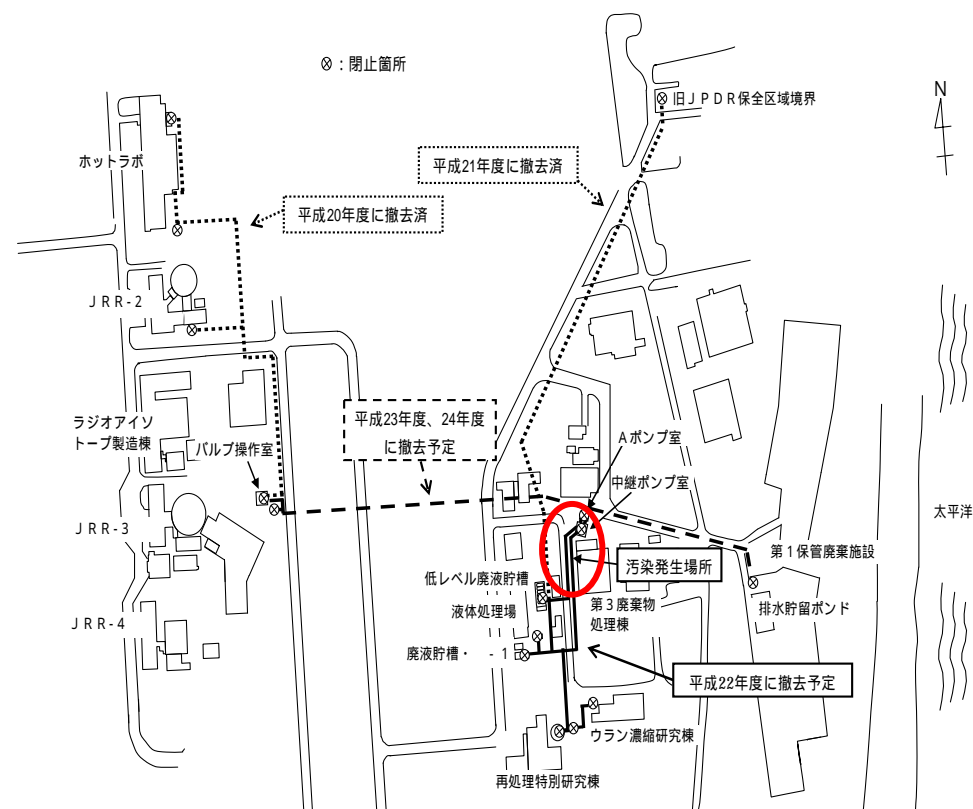 ⊗：閉止箇所
N
旧ＪＰＤＲ保全区域境界
ホットラボ
平成21年度に撤去済
平成20年度に撤去済
ＪＲＲ-２
平成23年度、24年度
に撤去予定
ラジオアイソ
トープ製造棟
バルブ操作室
Ａポンプ室
中継ポンプ室
太平洋
JRR-3
第１保管廃棄施設
汚染発生場所
低レベル廃液貯槽
液体処理場
第３廃棄物
処理棟
排水貯留ポンド
ＪＲＲ-４
廃液貯槽・　-１
平成22年度に撤去予定
ウラン濃縮研究棟
再処理特別研究棟